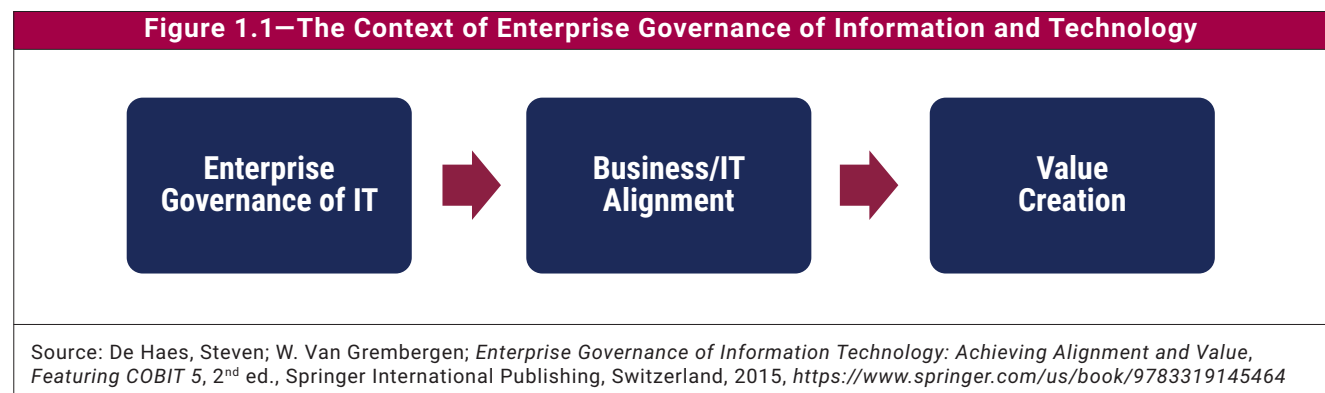 Figure 1.1—The Context of Enterprise Governance of Information and Technology
Enterprise
Governance of IT
Business/IT
Alignment
Value
Creation
Source: De Haes, Steven; W. Van Grembergen; Enterprise Governance of Information Technology: Achieving Alignment and Value,
Featuring COBIT 5, 2nd ed., Springer International Publishing, Switzerland, 2015, https://www.springer.com/us/book/9783319145464